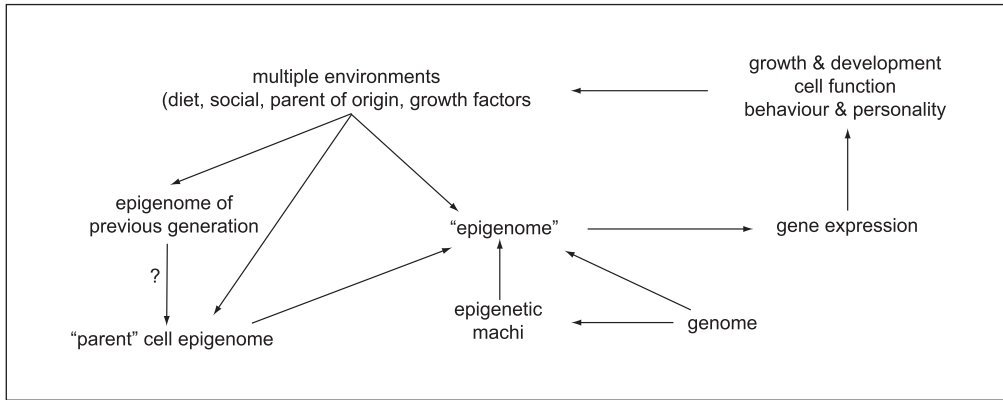 multiple environments
(diet, social, parent of origin, growth factors
growth & development
cell function
behaviour & personality
epigenome of
previous generation
“epigenome”
gene expression
?
epigenetic
machi
genome
“parent” cell epigenome